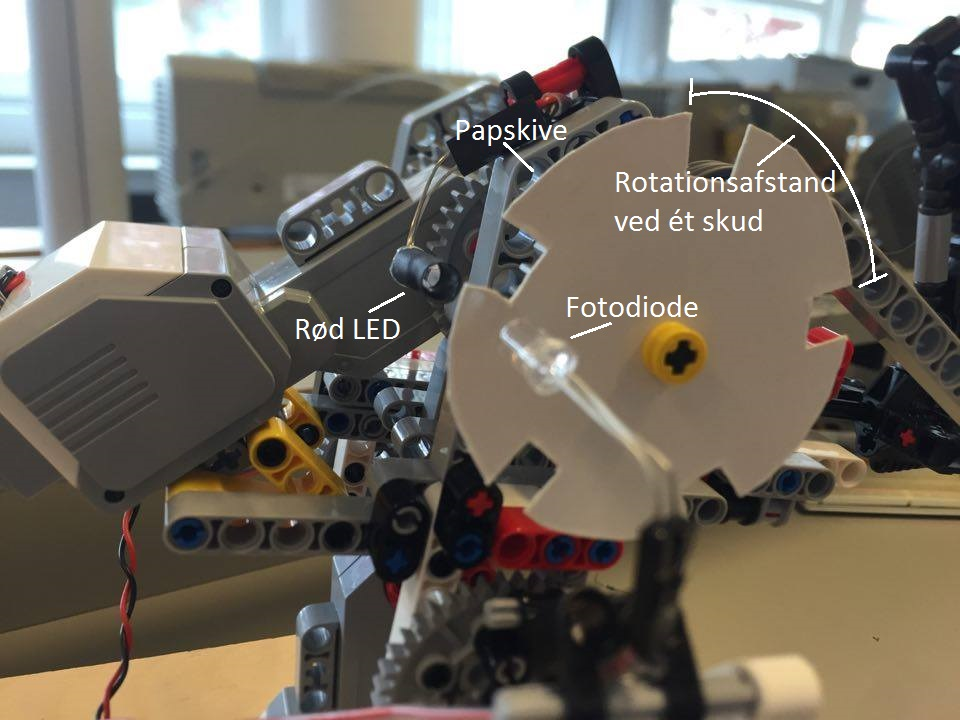 Papskive
Rotationsafstand
ved ét skud
Fotodiode
Rød LED